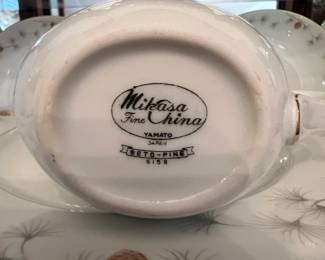 Mikasa
Fine China
YAMATO
JAPAN
SETO-PINE
5158